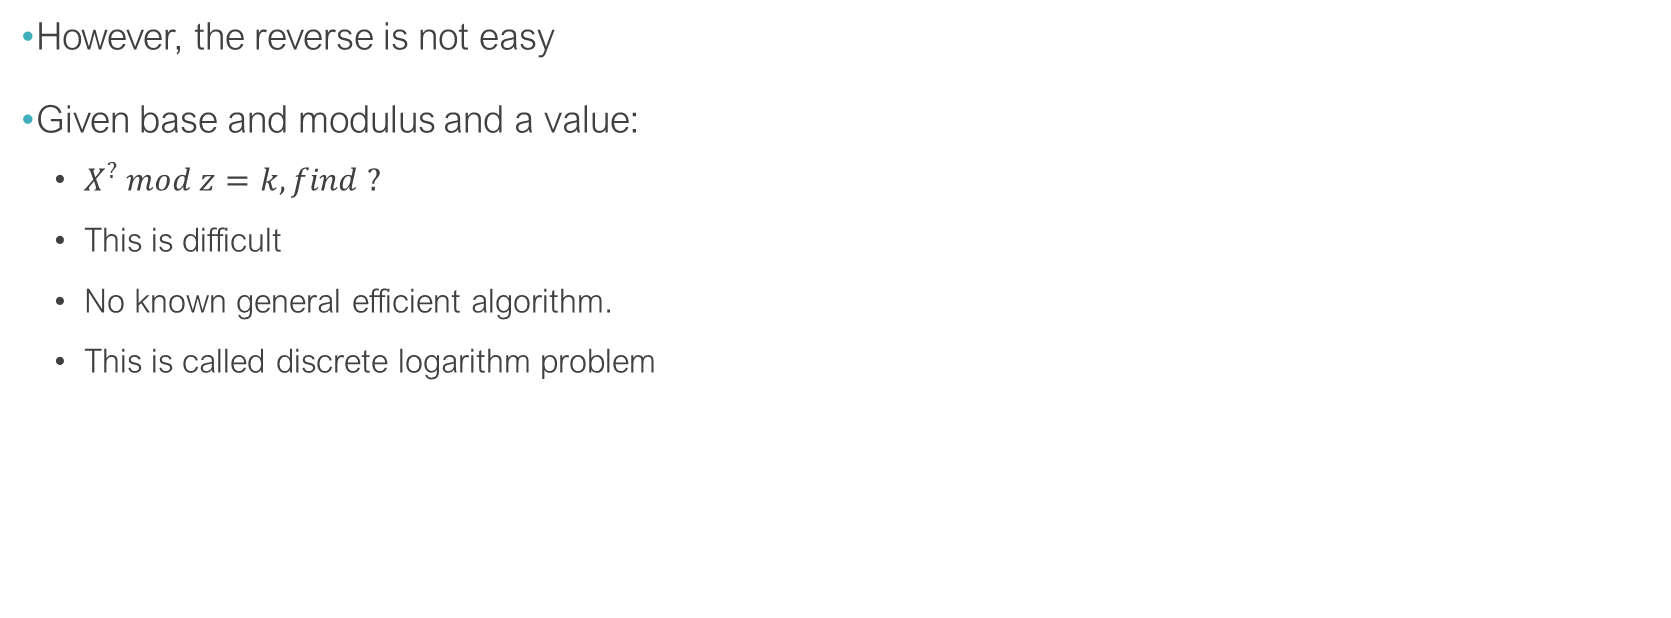 •However, the reverse is not easy
•Given base and modulus and a value:
• X^? mod z = k, find ?
• This is difficult
• No known general efficient algorithm.
• This is called discrete logarithm problem